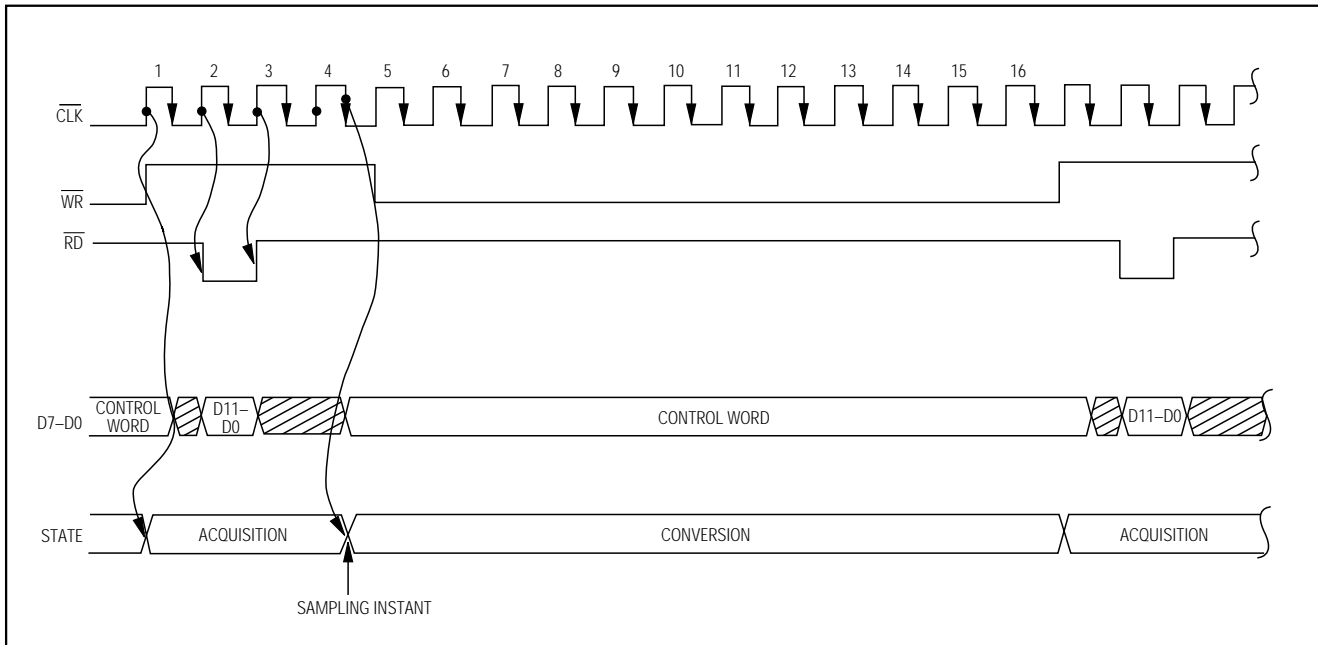 1 2 3 4 5 6 7 8 9 10 11 12 13 14 15 16
CLK
WR
RD
D7–D0
CONTROL
WORD
D11–
D0
CONTROL WORD
D11–D0
STATE
ACQUISITION
CONVERSION
ACQUISITION
SAMPLING INSTANT